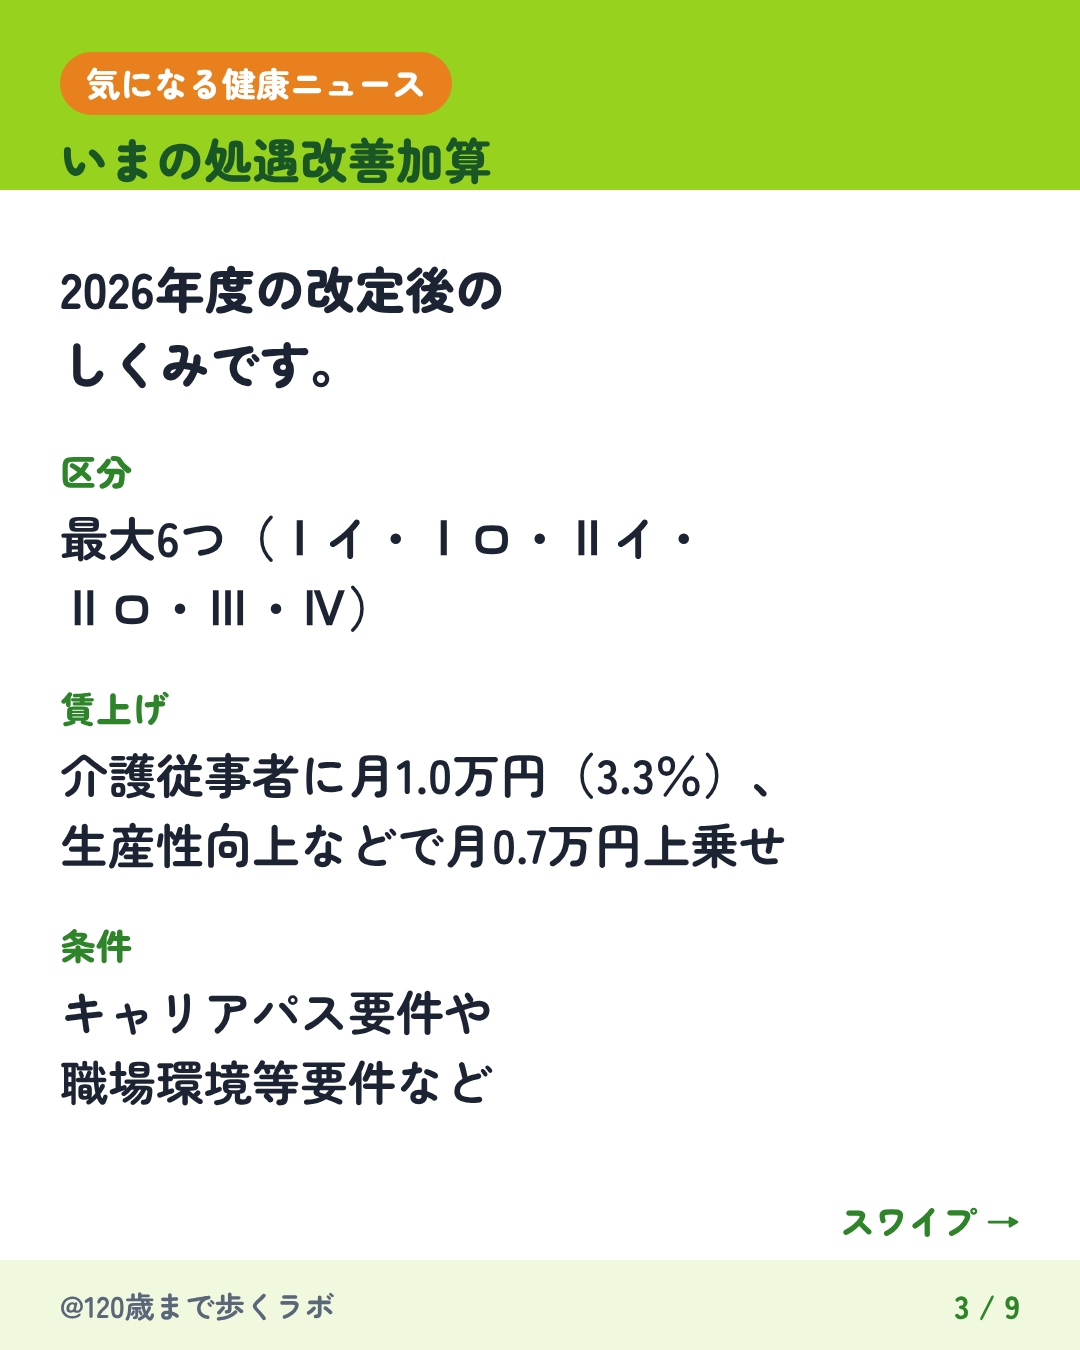 気になる健康ニュース
いまの処遇改善加算
2026年度の改定後の
しくみです。
区分
最大6つ（Ⅰイ・Ⅰロ・Ⅱイ・
Ⅱロ・Ⅲ・Ⅳ）
賃上げ
介護従事者に月1.0万円（3.3％）、
生産性向上などで月0.7万円上乗せ
条件
キャリアパス要件や
職場環境等要件など
スワイプ →
@120歳まで歩くラボ
3 / 9